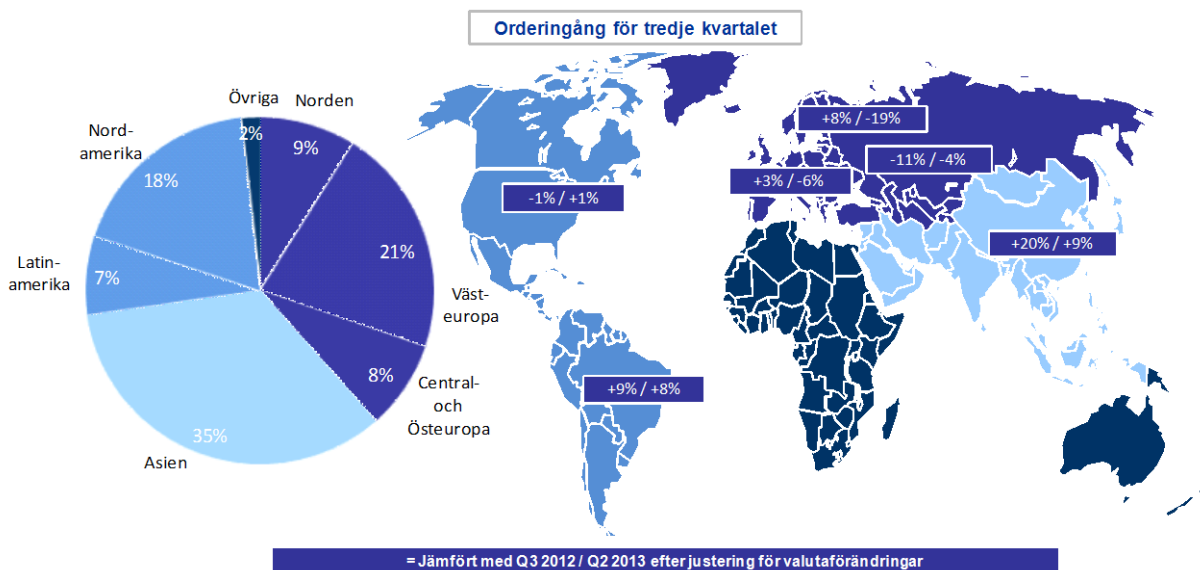 Orderingång för tredje kvartalet
Övriga
2%
Norden
9%
Nord-
amerika
18%
21%
Latin-
amerika
7%
Väst-
europa
8%
Central-
och
Östeuropa
35%
Asien
+8% / -19%
-11% / -4%
+3% / -6%
-1% / +1%
+20% / +9%
+9% / +8%
= Jämfört med Q3 2012 / Q2 2013 efter justering för valutaförändringar